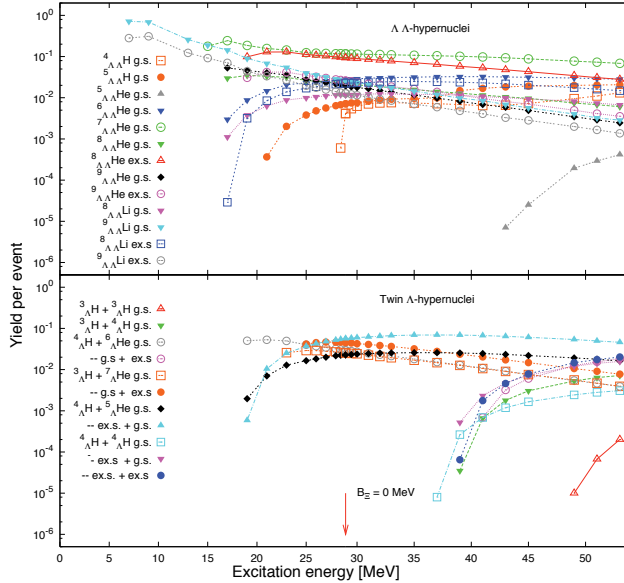 Λ Λ-hypernuclei
⁴ΛΛH g.s.
⁵ΛΛH g.s.
⁵ΛΛHe g.s.
⁷ΛΛHe g.s.
⁷ΛΛHe g.s.
⁸ΛΛHe g.s.
⁸ΛΛHe ex.s.
⁹ΛΛHe g.s.
⁹ΛΛHe ex.s.
⁸ΛΛLi g.s.
⁹ΛΛLi g.s.
⁸ΛΛLi ex.s
⁹ΛΛLi ex.s.
10¹
10⁰
10⁻¹
10⁻²
10⁻³
10⁻⁴
10⁻⁵
10⁻⁶
Yield per event
Twin Λ-hypernuclei
³ΛH + ³ΛH g.s.
³ΛH + ⁴ΛH g.s.
⁴ΛH + ⁶ΛHe g.s.
-- g.s + ex.s
³ΛH + ⁷ΛHe g.s.
-- g.s + ex.s
⁴ΛH + ⁵ΛHe g.s.
-- ex.s. + g.s.
⁴ΛH + ⁴ΛH g.s.
-- ex.s + g.s.
-- ex.s. + ex.s
10⁰
10⁻¹
10⁻²
10⁻³
10⁻⁴
10⁻⁵
10⁻⁶
B_Ξ = 0 MeV
0 5 10 15 20 25 30 35 40 45 50
Excitation energy [MeV]